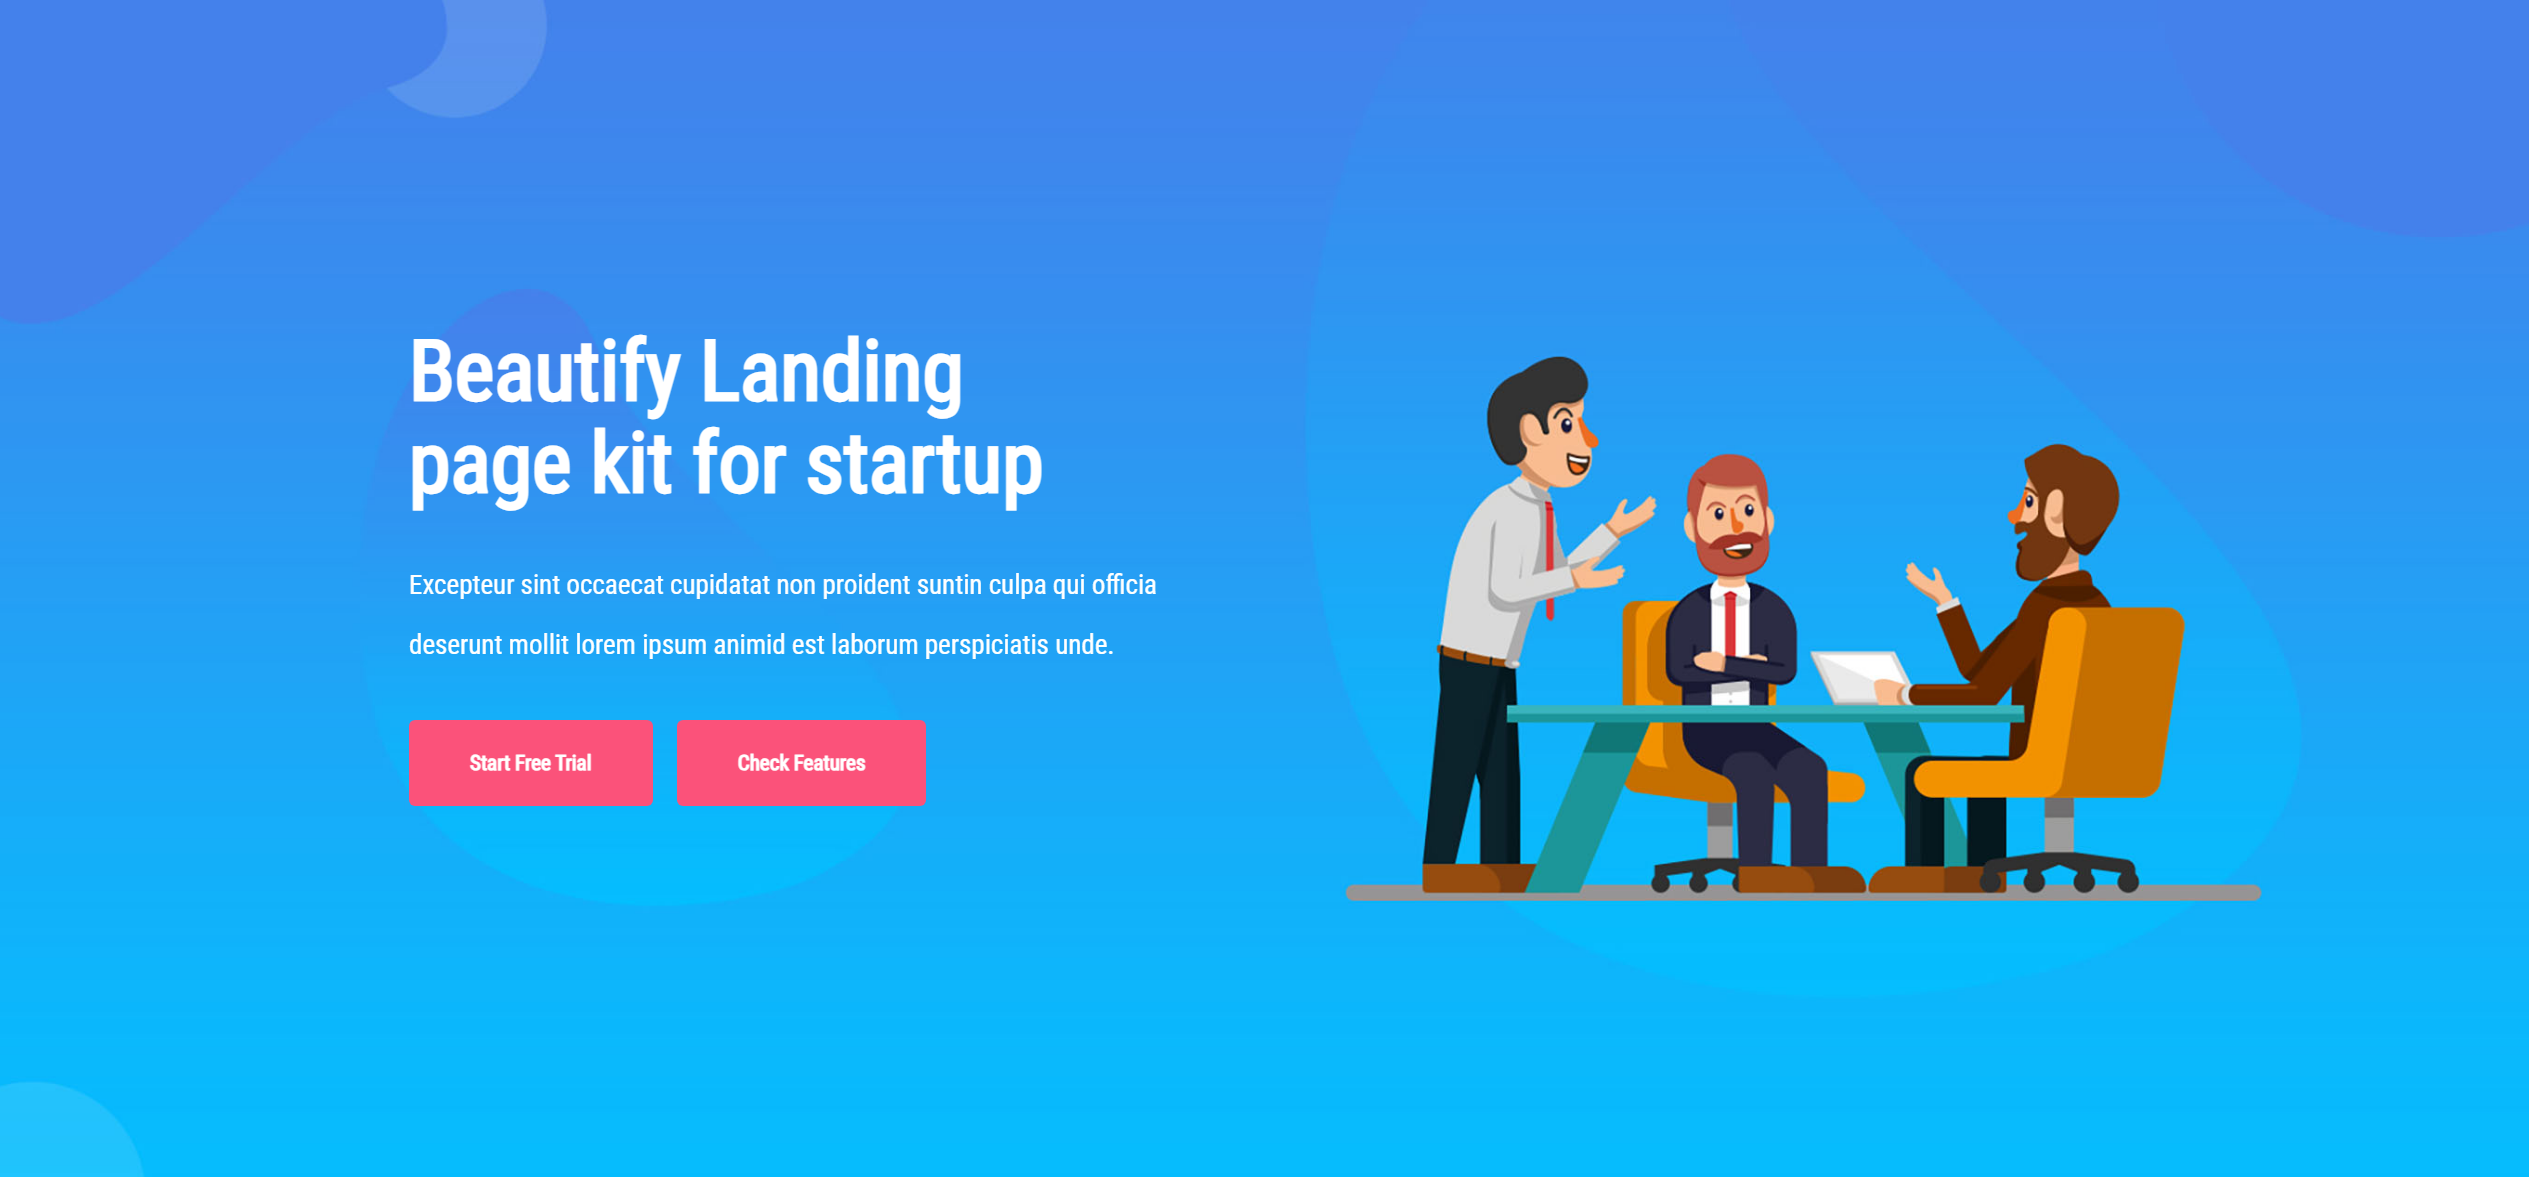 Beautify Landing
page kit for startup
Excepteur sint occaecat cupidatat non proident suntin culpa qui officia
deserunt mollit lorem ipsum animid est laborum perspiciatis unde.
Start Free Trial
Check Features